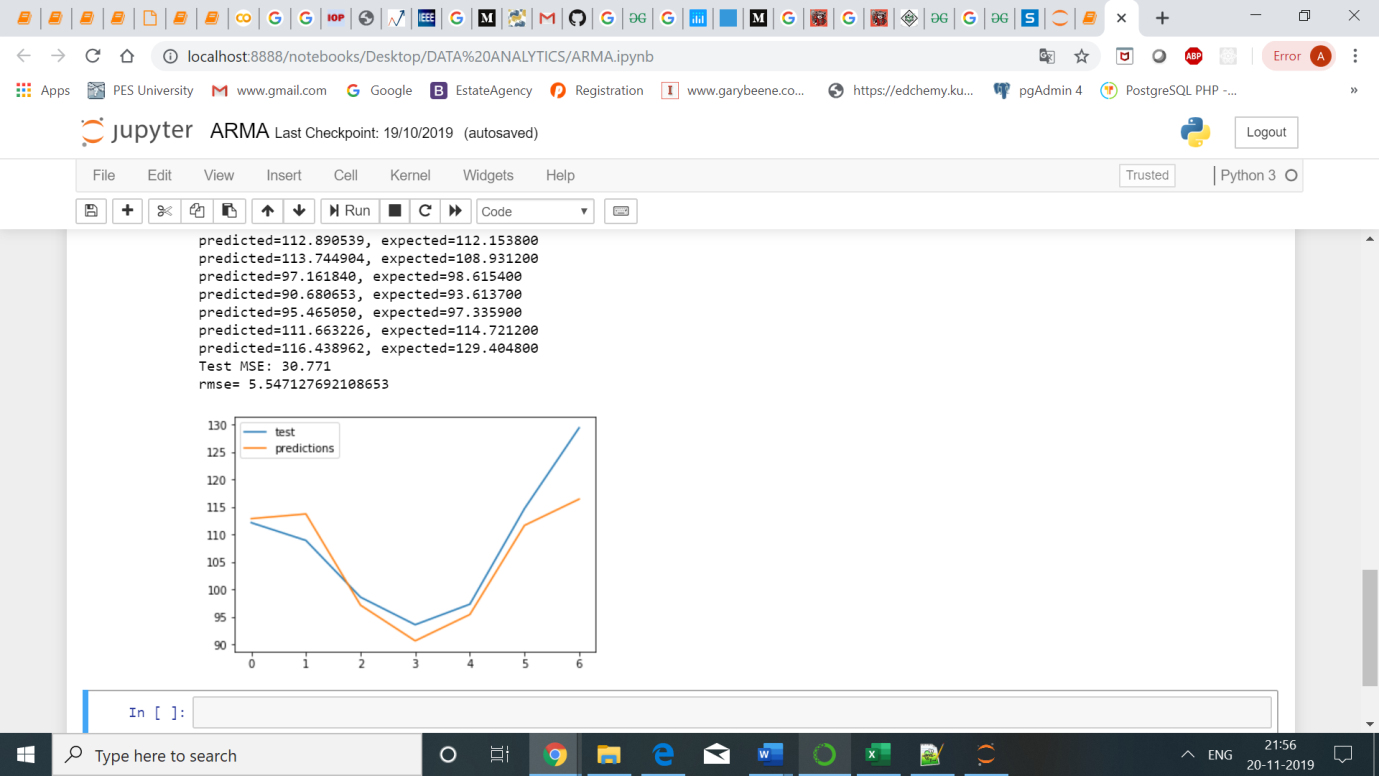 IOP
IEEE
localhost:8888/notebooks/Desktop/DATA%20ANALYTICS/ARMA.ipynb
ABP
Error A
Apps PES University www.gmail.com Google EstateAgency Registration www.garybeene.co... https://edchemy.ku... pgAdmin 4 PostgreSQL PHP -... »
jupyter ARMA Last Checkpoint: 19/10/2019 (autosaved) Logout
File Edit View Insert Cell Kernel Widgets Help Trusted Python 3
Run Code
predicted=112.890539, expected=112.153800
predicted=113.744904, expected=108.931200
predicted=97.161840, expected=98.615400
predicted=90.680653, expected=93.613700
predicted=95.465050, expected=97.335900
predicted=111.663226, expected=114.721200
predicted=116.438962, expected=129.404800
Test MSE: 30.771
rmse= 5.547127692108653
test
predictions
130
125
120
115
110
105
100
95
90
0 1 2 3 4 5 6
In [ ]:
Type here to search
ENG
21:56
20-11-2019